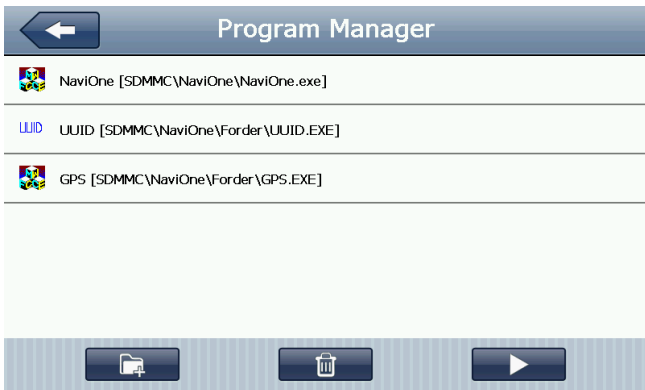 Program Manager
NaviOne [SDMMC\NaviOne\NaviOne.exe]
UUID UUID [SDMMC\NaviOne\Forder\UUID.EXE]
GPS [SDMMC\NaviOne\Forder\GPS.EXE]